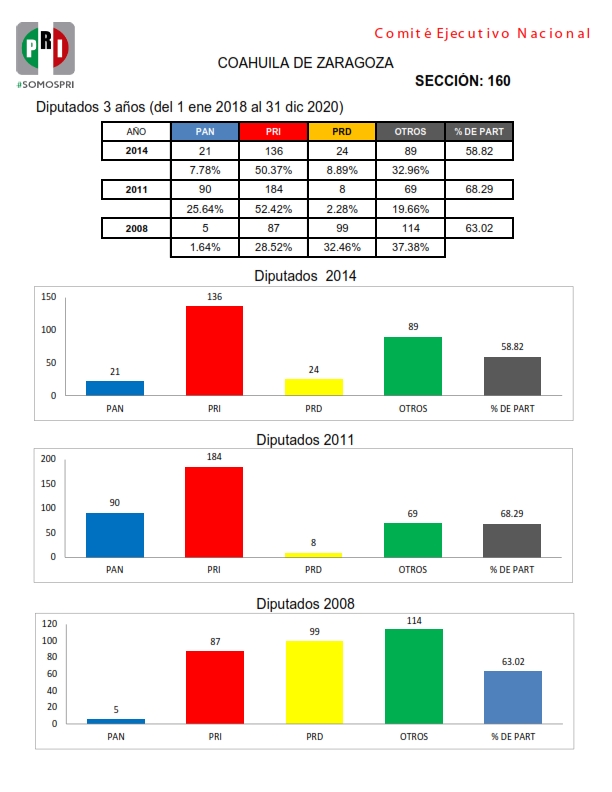 PRI
#SOMOSPRI
Comité Ejecutivo Nacional
COAHUILA DE ZARAGOZA
SECCIÓN: 160
Diputados 3 años (del 1 ene 2018 al 31 dic 2020)
AÑO PAN PRI PRD OTROS % DE PART
2014 21 136 24 89 58.82
7.78% 50.37% 8.89% 32.96%
2011 90 184 8 69 68.29
25.64% 52.42% 2.28% 19.66%
2008 5 87 99 114 63.02
1.64% 28.52% 32.46% 37.38%
Diputados 2014
150
100
50
0
21 136 24 89 58.82
PAN PRI PRD OTROS % DE PART
Diputados 2011
200
150
100
50
0
90 184 8 69 68.29
PAN PRI PRD OTROS % DE PART
Diputados 2008
120
100
80
60
40
20
0
5 87 99 114 63.02
PAN PRI PRD OTROS % DE PART